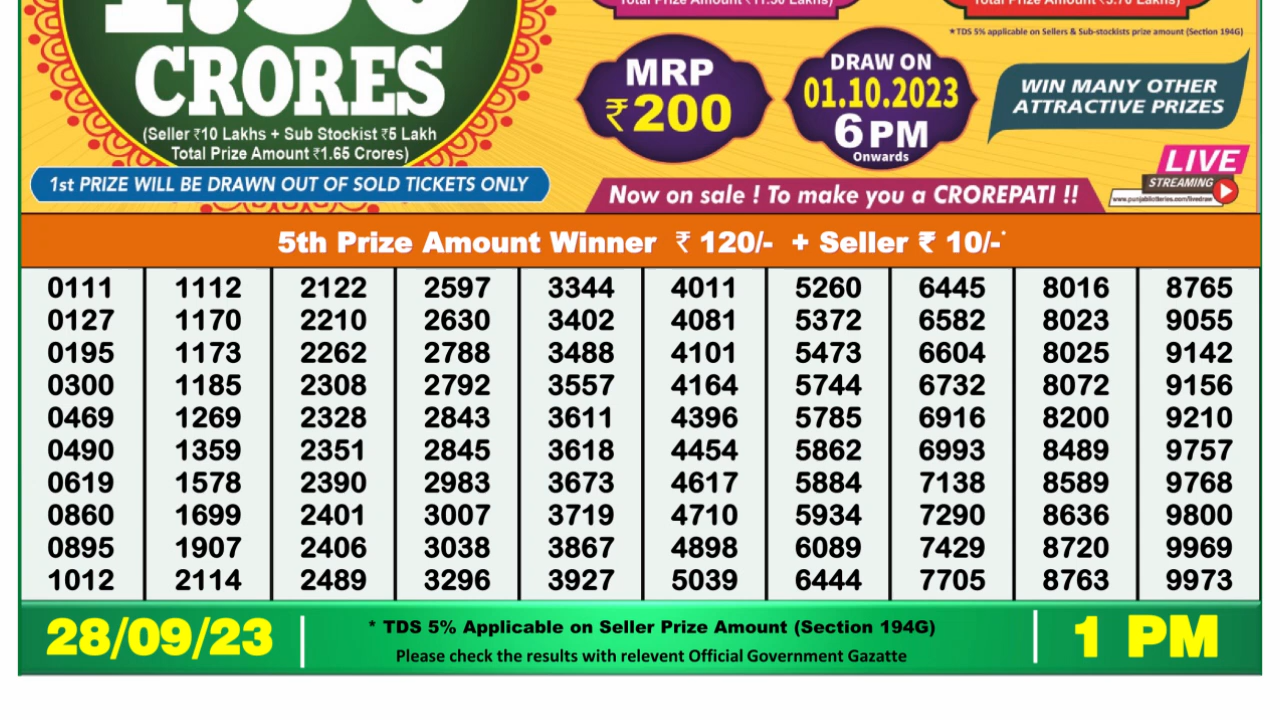 CRORES
(Seller ₹10 Lakhs + Sub Stockist ₹5 Lakh
Total Prize Amount ₹1.65 Crores)
1st PRIZE WILL BE DRAWN OUT OF SOLD TICKETS ONLY
*TDS 5% applicable on Sellers & Sub-stockists prize amount (Section 194G)
MRP
₹200
DRAW ON
01.10.2023
6 PM
Onwards
WIN MANY OTHER
ATTRACTIVE PRIZES
LIVE
STREAMING
Now on sale ! To make you a CROREPATI !!
5th Prize Amount Winner ₹ 120/- + Seller ₹ 10/-*
0111 1112 2122 2597 3344 4011 5260 6445 8016 8765
0127 1170 2210 2630 3402 4081 5372 6582 8023 9055
0195 1173 2262 2788 3488 4101 5473 6604 8025 9142
0300 1185 2308 2792 3557 4164 5744 6732 8072 9156
0469 1269 2328 2843 3611 4396 5785 6916 8200 9210
0490 1359 2351 2845 3618 4454 5862 6993 8489 9757
0619 1578 2390 2983 3673 4617 5884 7138 8589 9768
0860 1699 2401 3007 3719 4710 5934 7290 8636 9800
0895 1907 2406 3038 3867 4898 6089 7429 8720 9969
1012 2114 2489 3296 3927 5039 6444 7705 8763 9973
28/09/23
* TDS 5% Applicable on Seller Prize Amount (Section 194G)
Please check the results with relevent Official Government Gazatte
1 PM